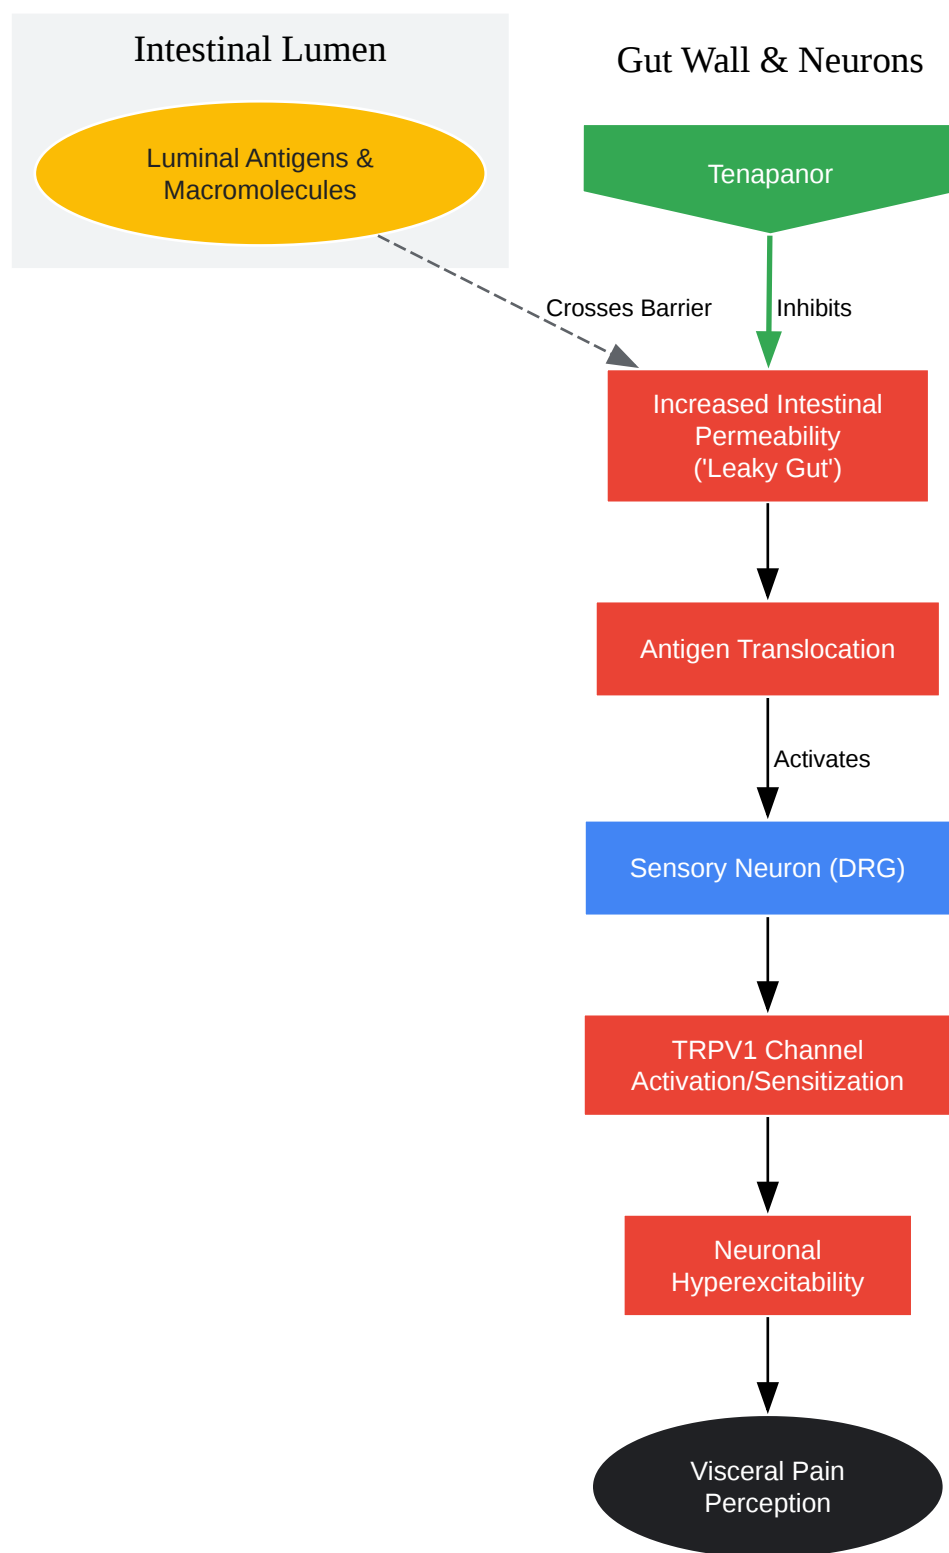 Intestinal Lumen
Gut Wall & Neurons
Luminal Antigens &
Macromolecules
Tenapanor
Crosses Barrier
Inhibits
Increased Intestinal
Permeability
('Leaky Gut')
Antigen Translocation
Activates
Sensory Neuron (DRG)
TRPV1 Channel
Activation/Sensitization
Neuronal
Hyperexcitability
Visceral Pain
Perception